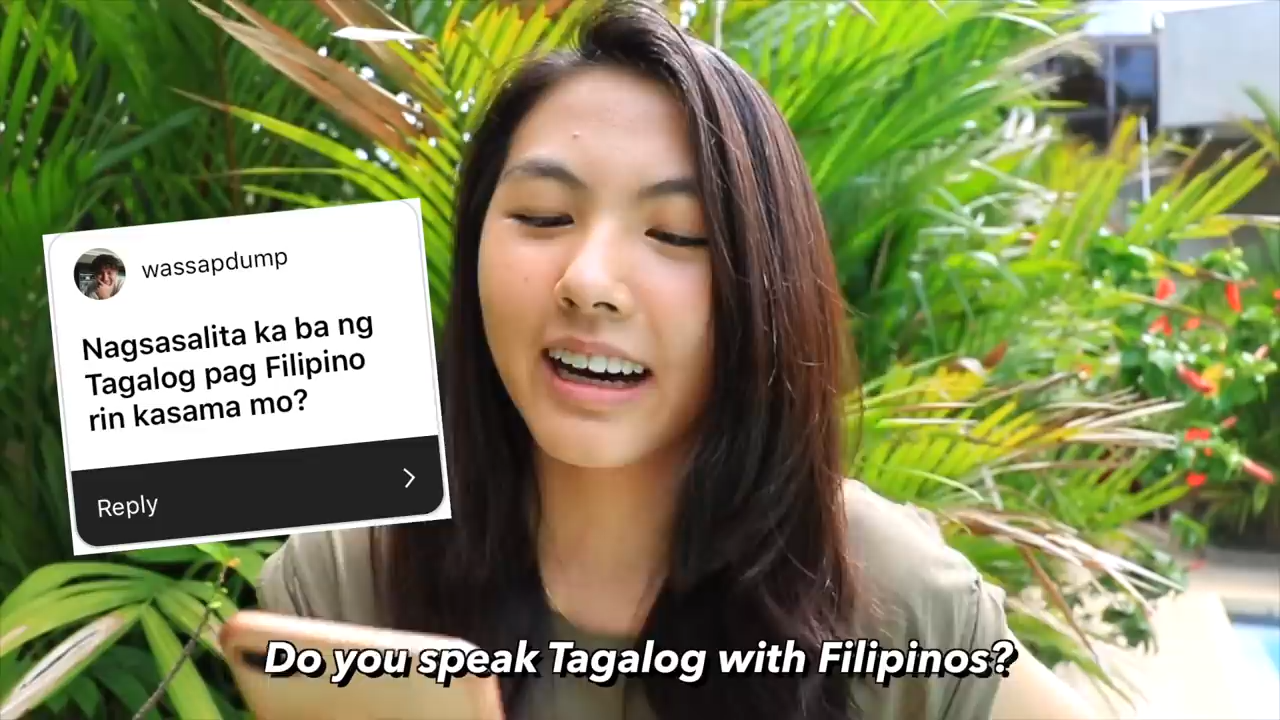 wassapdump
Nagsasalita ka ba ng
Tagalog pag Filipino
rin kasama mo?
Reply
Do you speak Tagalog with Filipinos?